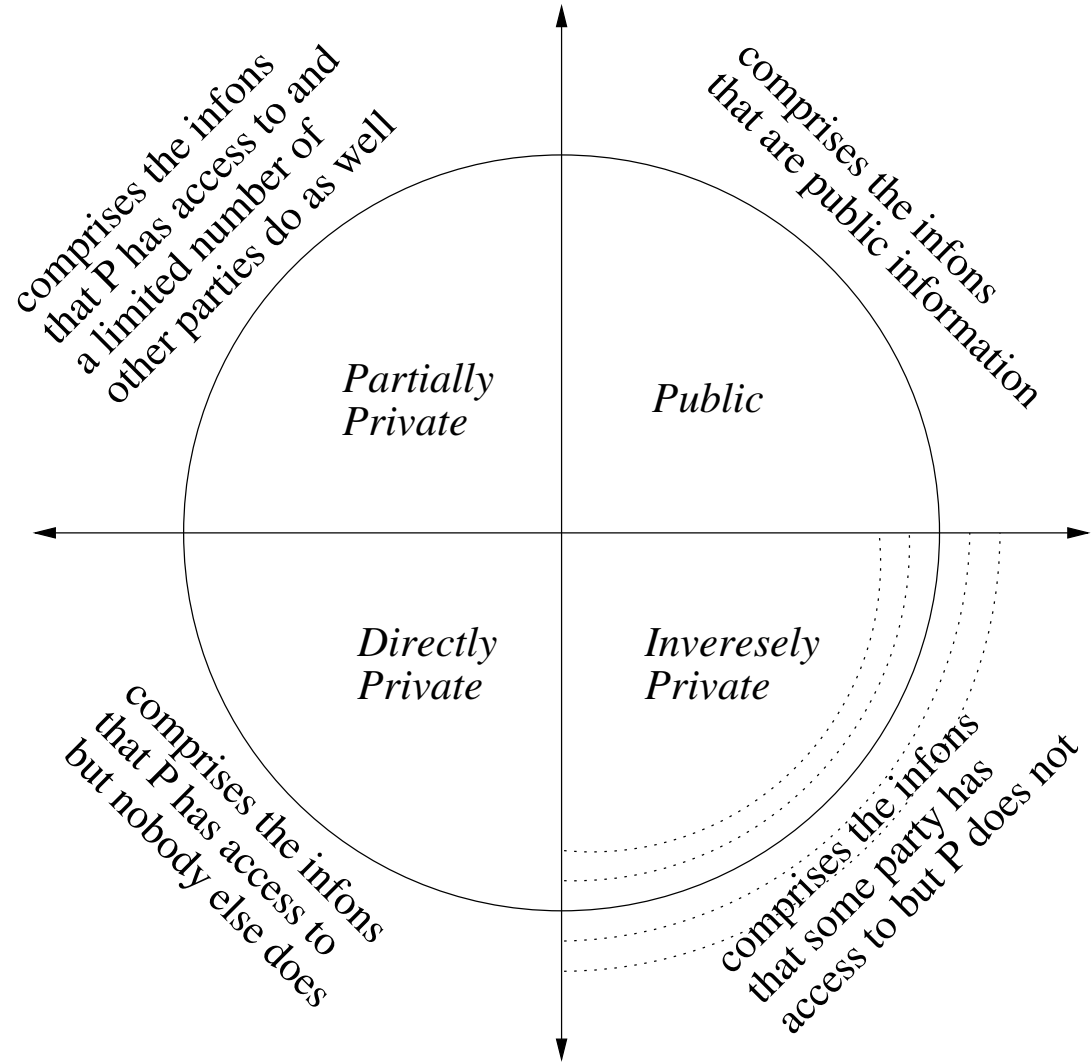 comprises the infons
that P has access to and
a limited number of
other parties do as well
comprises the infons
that are public information
Partially
Private
Public
Directly
Private
Inveresely
Private
comprises the infons
that P has access to
but nobody else does
comprises the infons
that some party has
access to but P does not